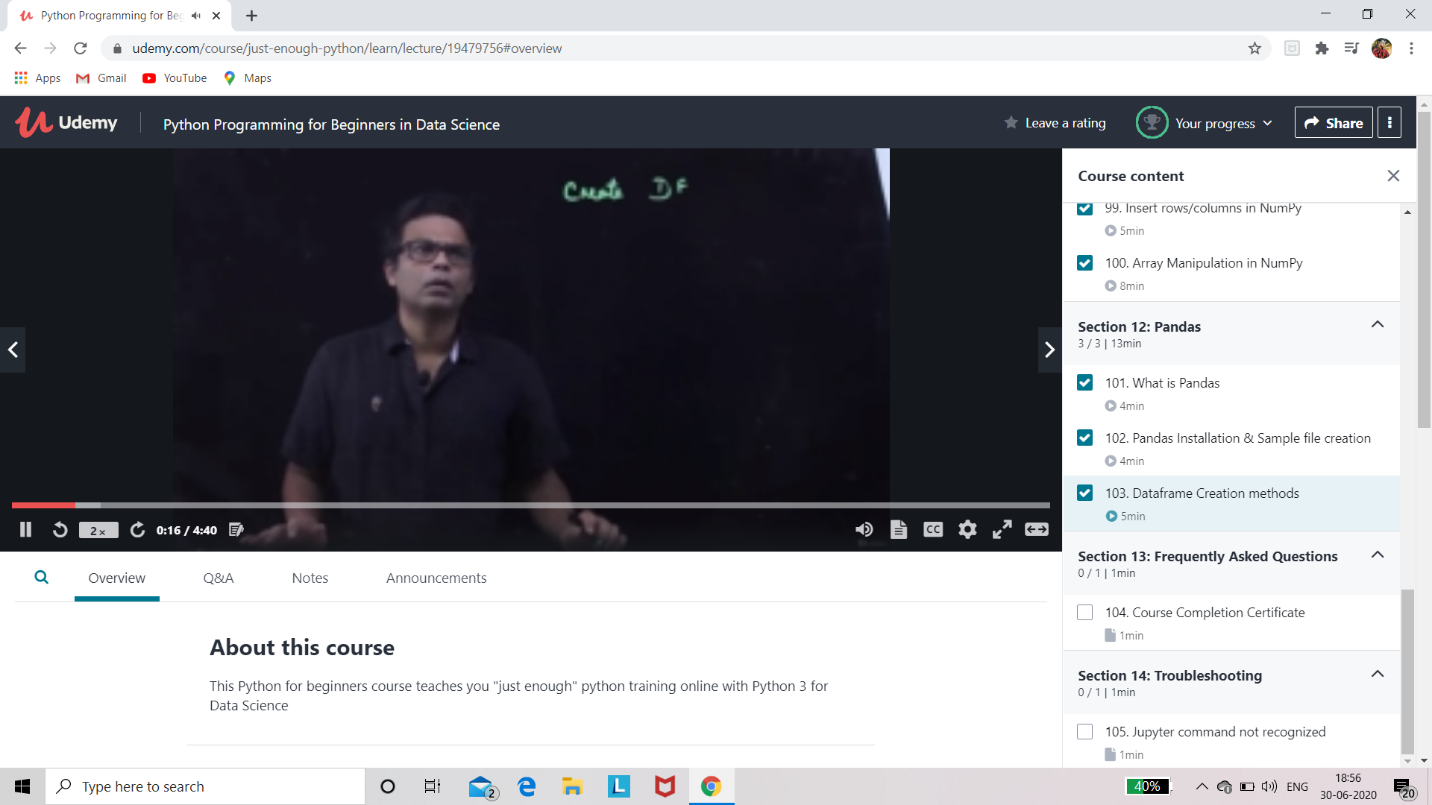 Python Programming for Beg
udemy.com/course/just-enough-python/learn/lecture/19479756#overview
Apps Gmail YouTube Maps
Udemy Python Programming for Beginners in Data Science Leave a rating Your progress Share
Create DF
Course content
99. Insert rows/columns in NumPy
5min
100. Array Manipulation in NumPy
8min
Section 12: Pandas
3 / 3 | 13min
101. What is Pandas
4min
102. Pandas Installation & Sample file creation
4min
103. Dataframe Creation methods
5min
Section 13: Frequently Asked Questions
0 / 1 | 1min
104. Course Completion Certificate
1min
Section 14: Troubleshooting
0 / 1 | 1min
105. Jupyter command not recognized
1min
2x 0:16 / 4:40 CC
Overview Q&A Notes Announcements
About this course
This Python for beginners course teaches you "just enough" python training online with Python 3 for
Data Science
Type here to search 2 L 40% ENG 18:56
30-06-2020 20